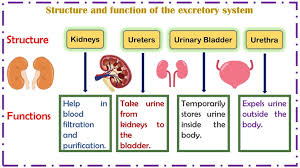 Structure and function of the excretory system
Structure
Kidneys
Ureters
Urinary Bladder
Urethra
Functions
Help in
blood
filtration
and
purification.
Take urine
from
kidneys to
the
bladder.
Temporarily
stores urine
inside the
body.
Expels urine
outside the
body.